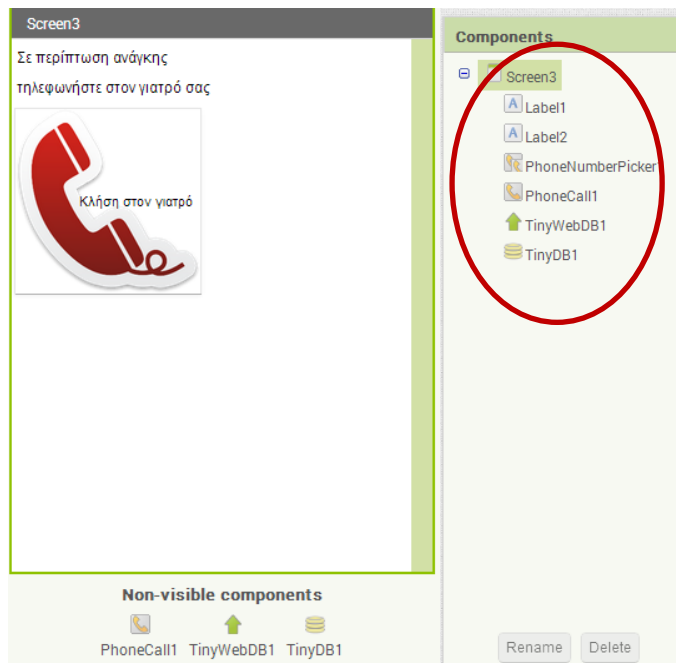 Screen3
Σε περίπτωση ανάγκης
τηλεφωνήστε στον γιατρό σας
Κλήση στον γιατρό
Non-visible components
PhoneCall1 TinyWebDB1 TinyDB1
Components
Screen3
Label1
Label2
PhoneNumberPicker
PhoneCall1
TinyWebDB1
TinyDB1
Rename Delete